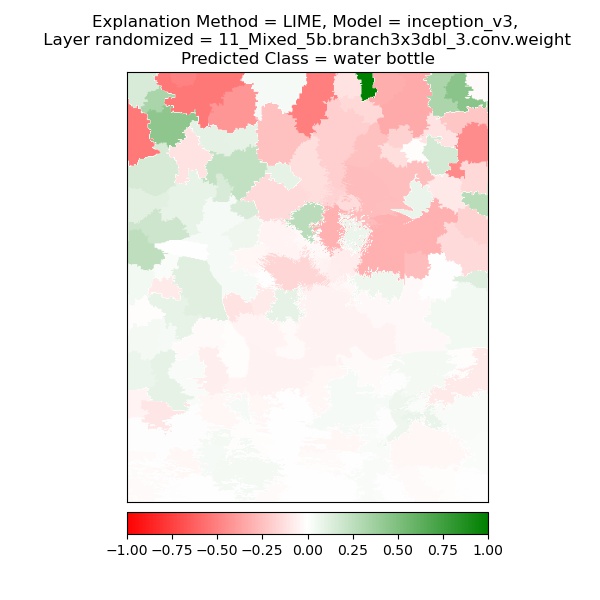 Explanation Method = LIME, Model = inception_v3,
Layer randomized = 11_Mixed_5b.branch3x3dbl_3.conv.weight
Predicted Class = water bottle
−1.00 −0.75 −0.50 −0.25 0.00 0.25 0.50 0.75 1.00